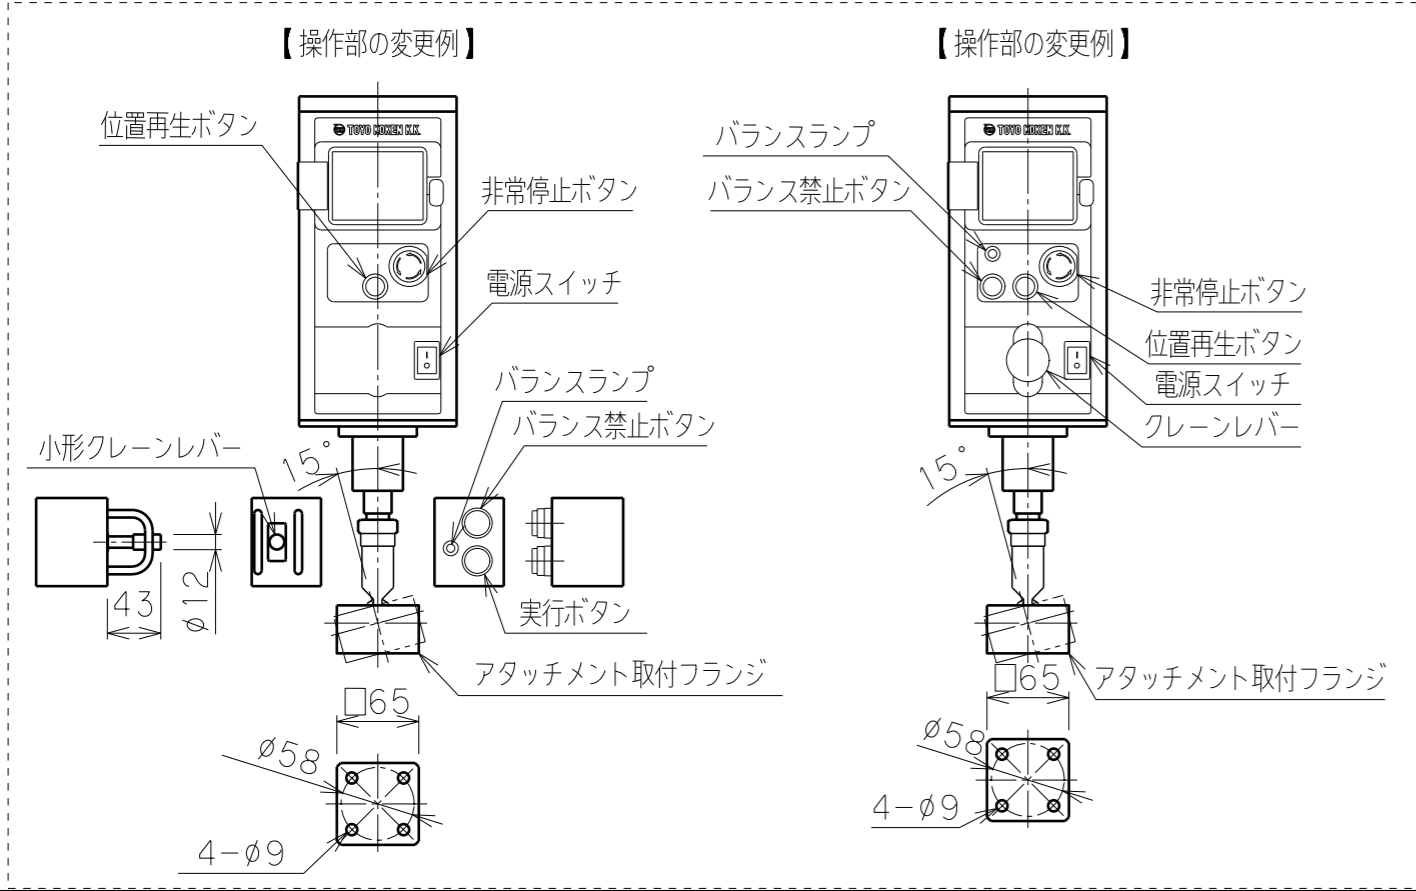 【操作部の変更例】
位置再生ボタン
TOYO KOKEN K.K.
非常停止ボタン
電源スイッチ
バランスランプ
バランス禁止ボタン
小形クレーンレバー
15°
43
φ12
実行ボタン
アタッチメント取付フランジ
□65
φ58
4-φ9
【操作部の変更例】
バランスランプ
TOYO KOKEN K.K.
バランス禁止ボタン
非常停止ボタン
位置再生ボタン
電源スイッチ
クレーンレバー
15°
アタッチメント取付フランジ
□65
φ58
4-φ9